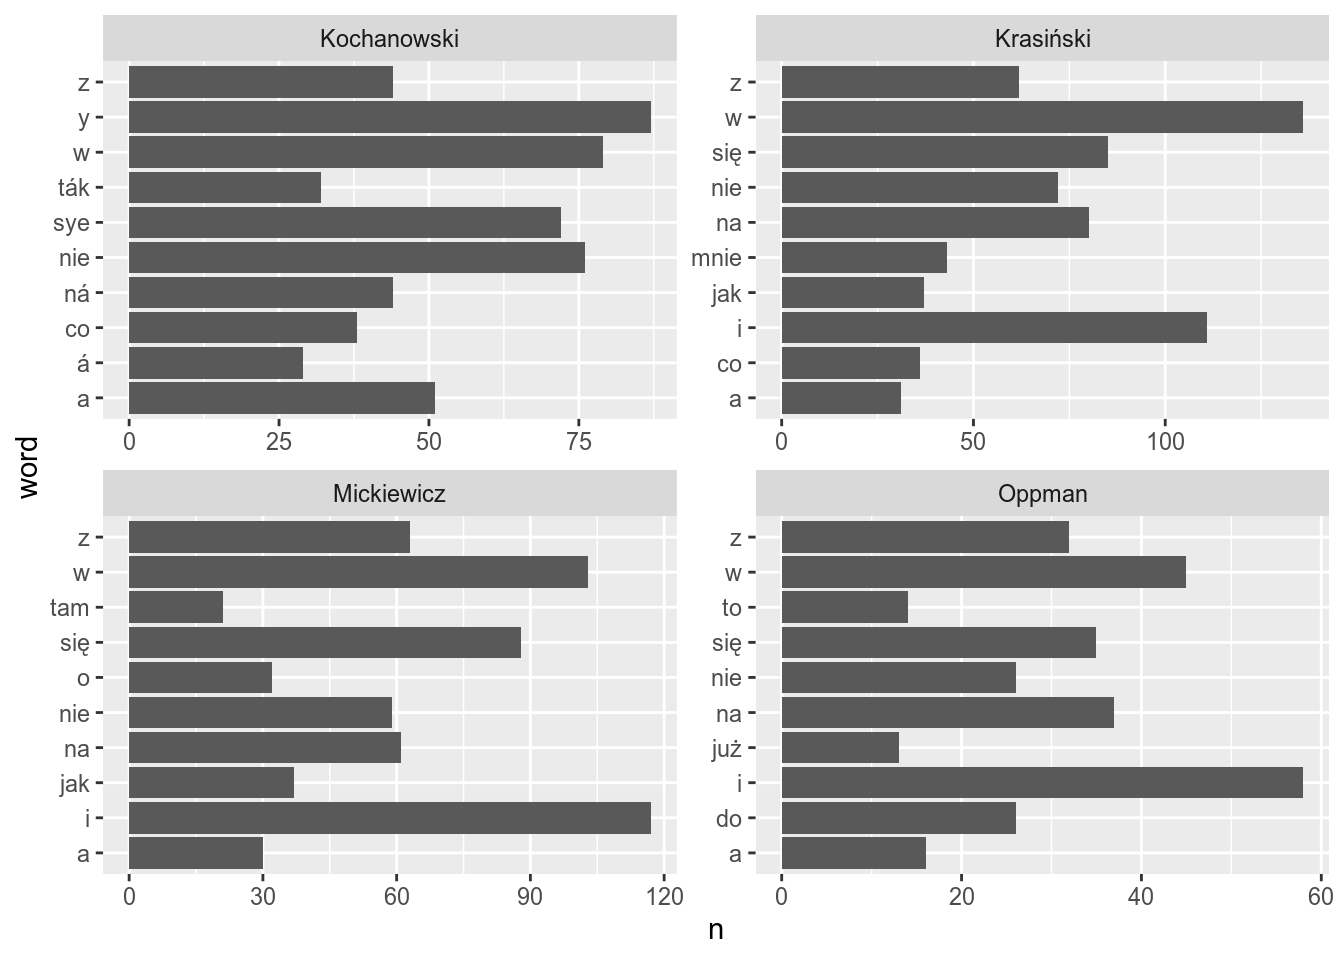 Kochanowski
z
y
w
ták
sye
nie
ná
co
á
a
0 25 50 75
Krasiński
z
w
się
nie
na
mnie
jak
i
co
a
0 50 100
Mickiewicz
z
w
tam
się
o
nie
na
jak
i
a
0 30 60 90 120
Oppman
z
w
to
się
nie
na
już
i
do
a
0 20 40 60
word
n